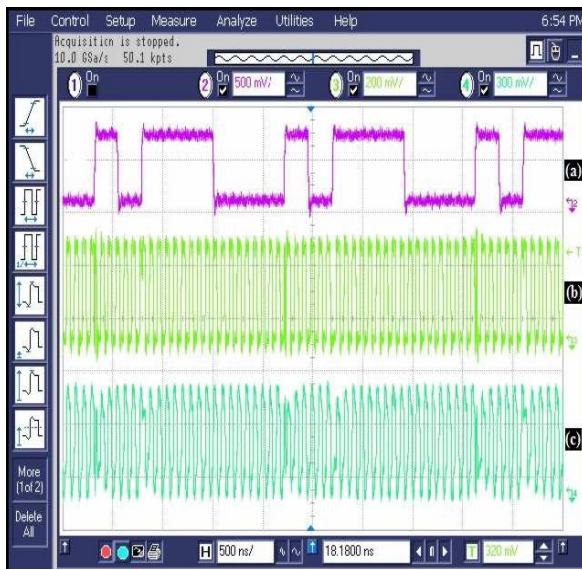 File Control Setup Measure Analyze Utilities Help 6:54 PM
Acquisition is stopped.
10.0 GSa/s 50.1 kpts
1 On 2 On 500 mV/ 3 On 200 mV/ 4 On 300 mV/
(a)
T
(b)
(c)
More
(1 of 2)
Delete
All
H 500 ns/ 18.1800 ns 0 T 320 mV